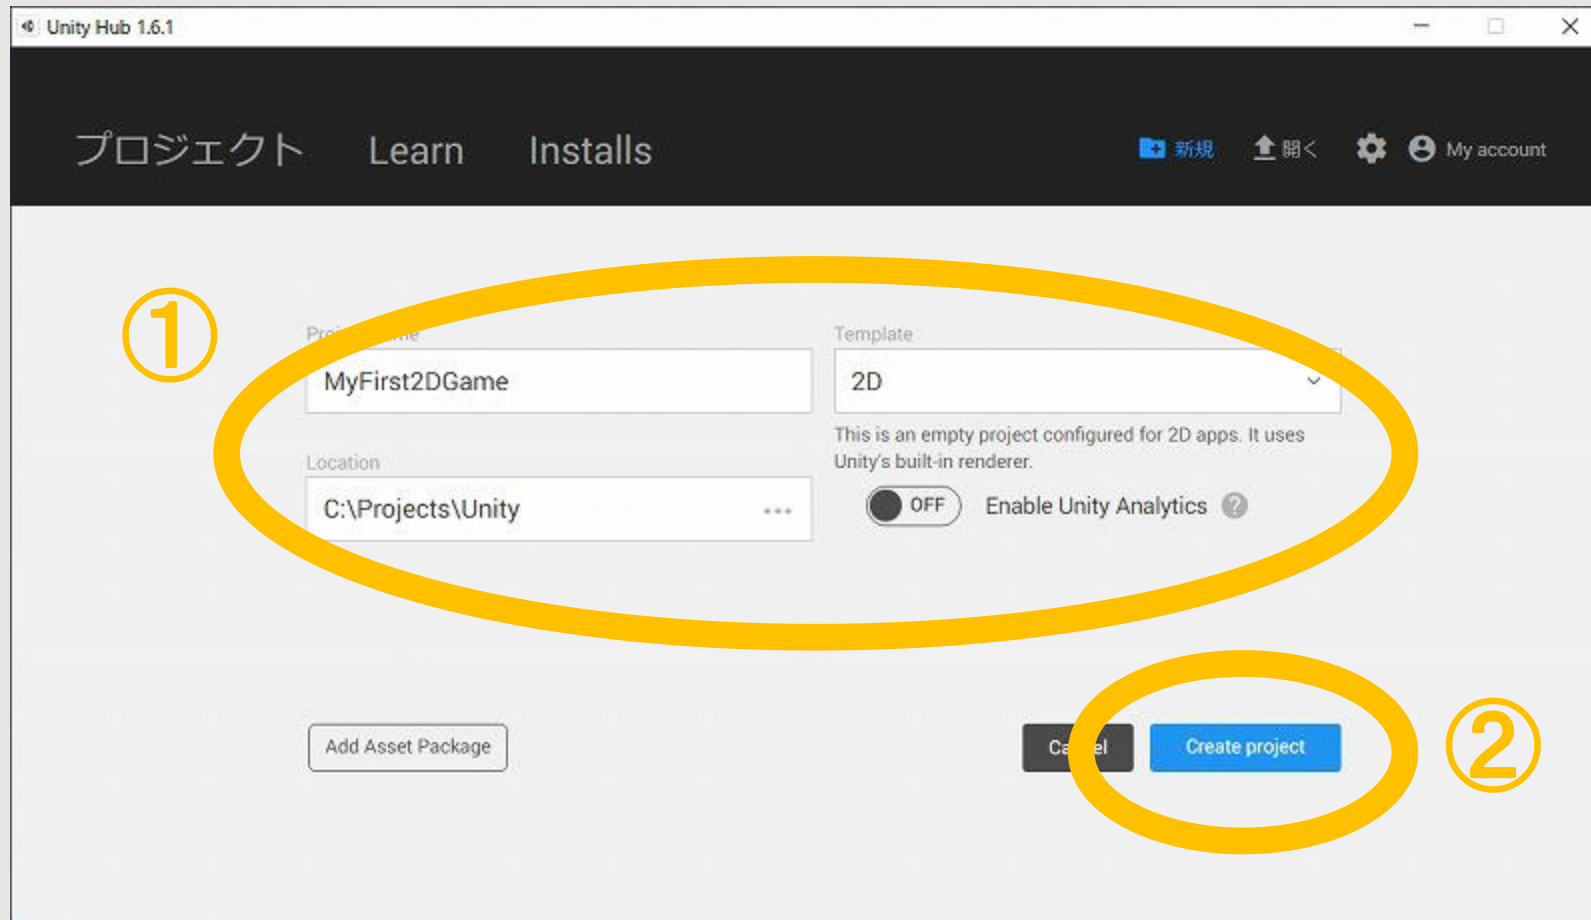 Unity Hub 1.6.1
プロジェクト Learn Installs 新規 開く My account
①
Template
MyFirst2DGame
2D
This is an empty project configured for 2D apps. It uses
Unity's built-in renderer.
Location
C:\Projects\Unity
OFF Enable Unity Analytics ?
Add Asset Package
Create project
②